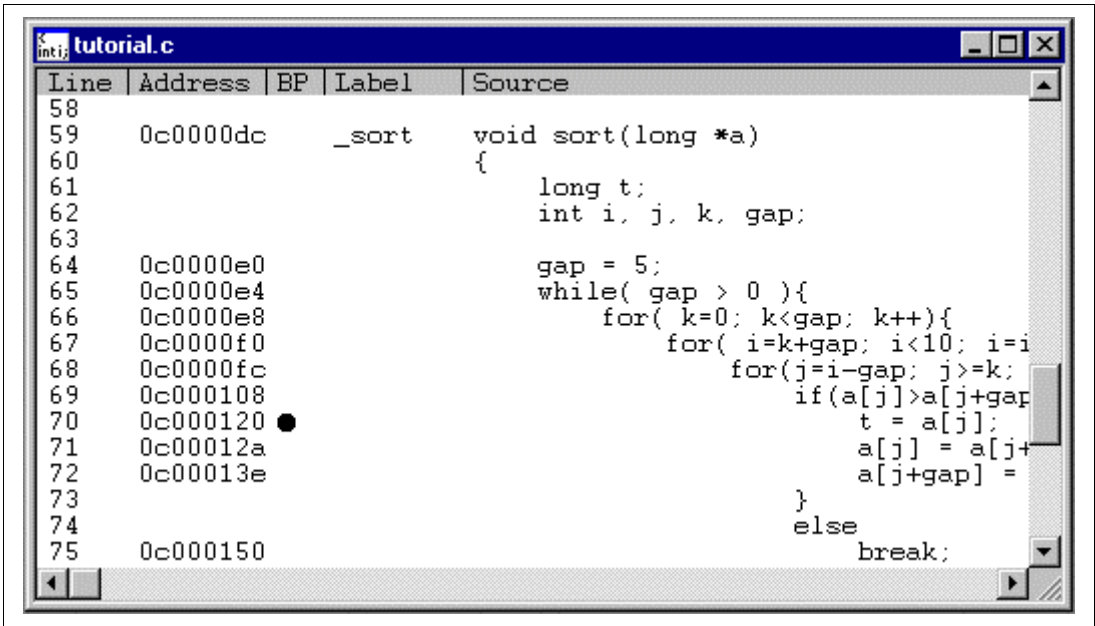 tutorial.c
Line Address BP Label Source
58
59 0c0000dc _sort void sort(long *a)
60 {
61 long t;
62 int i, j, k, gap;
63
64 0c0000e0 gap = 5;
65 0c0000e4 while( gap > 0 ){
66 0c0000e8 for( k=0; k<gap; k++){
67 0c0000f0 for( i=k+gap; i<10; i=i
68 0c0000fc for(j=i-gap; j>=k;
69 0c000108 if(a[j]>a[j+gap
70 0c000120 ● t = a[j];
71 0c00012a a[j] = a[j+
72 0c00013e a[j+gap] =
73 }
74 else
75 0c000150 break;